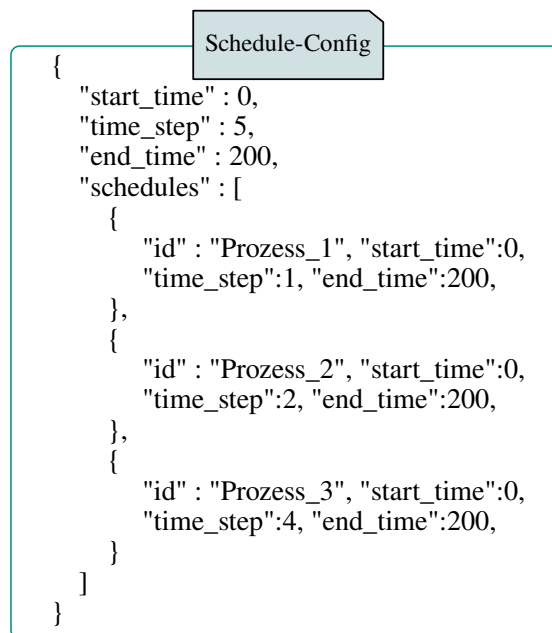 Schedule-Config
{
"start_time" : 0,
"time_step" : 5,
"end_time" : 200,
"schedules" : [
{
"id" : "Prozess_1", "start_time":0,
"time_step":1, "end_time":200,
},
{
"id" : "Prozess_2", "start_time":0,
"time_step":2, "end_time":200,
},
{
"id" : "Prozess_3", "start_time":0,
"time_step":4, "end_time":200,
}
]
}